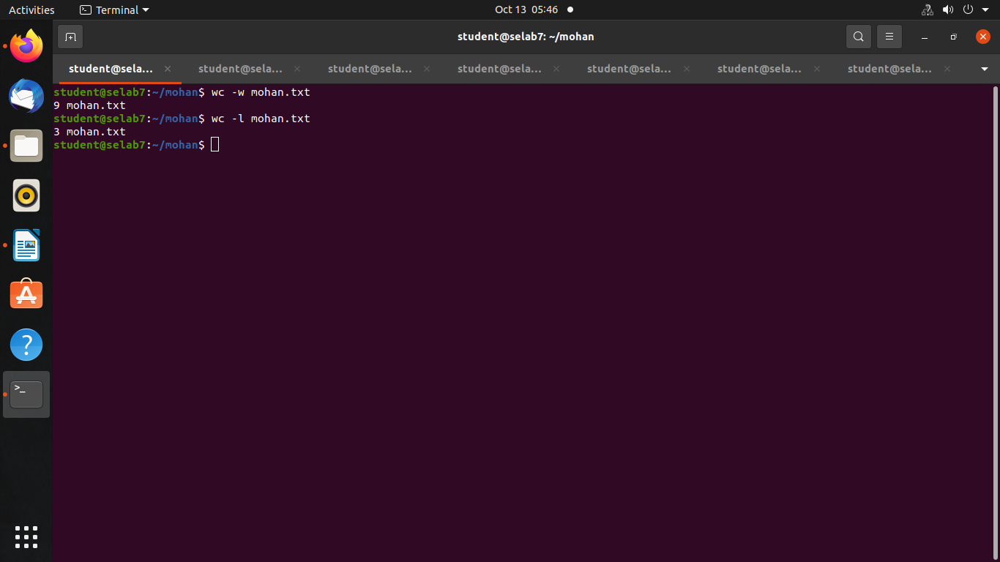 Activities
Terminal
Oct 13 05:46
student@selab7: ~/mohan
student@sela...
student@sela...
student@sela...
student@sela...
student@sela...
student@sela...
student@sela...
student@selab7:~/mohan$ wc -w mohan.txt
9 mohan.txt
student@selab7:~/mohan$ wc -l mohan.txt
3 mohan.txt
student@selab7:~/mohan$